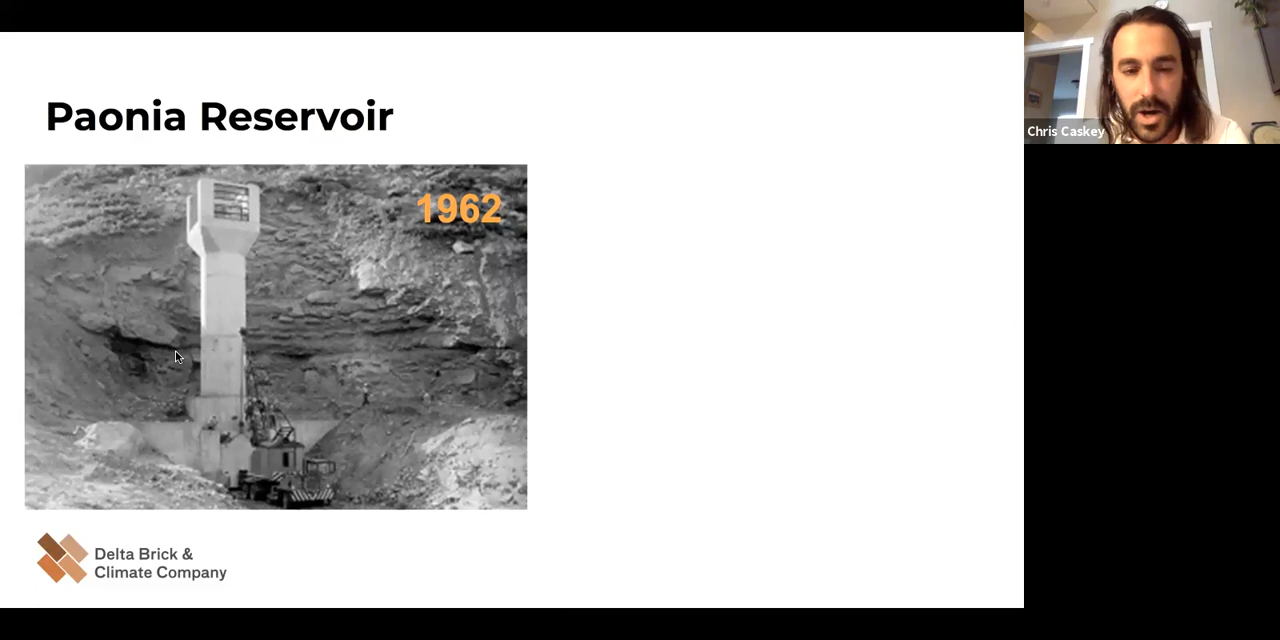 Paonia Reservoir
1962
Delta Brick &
Climate Company
Chris Caskey